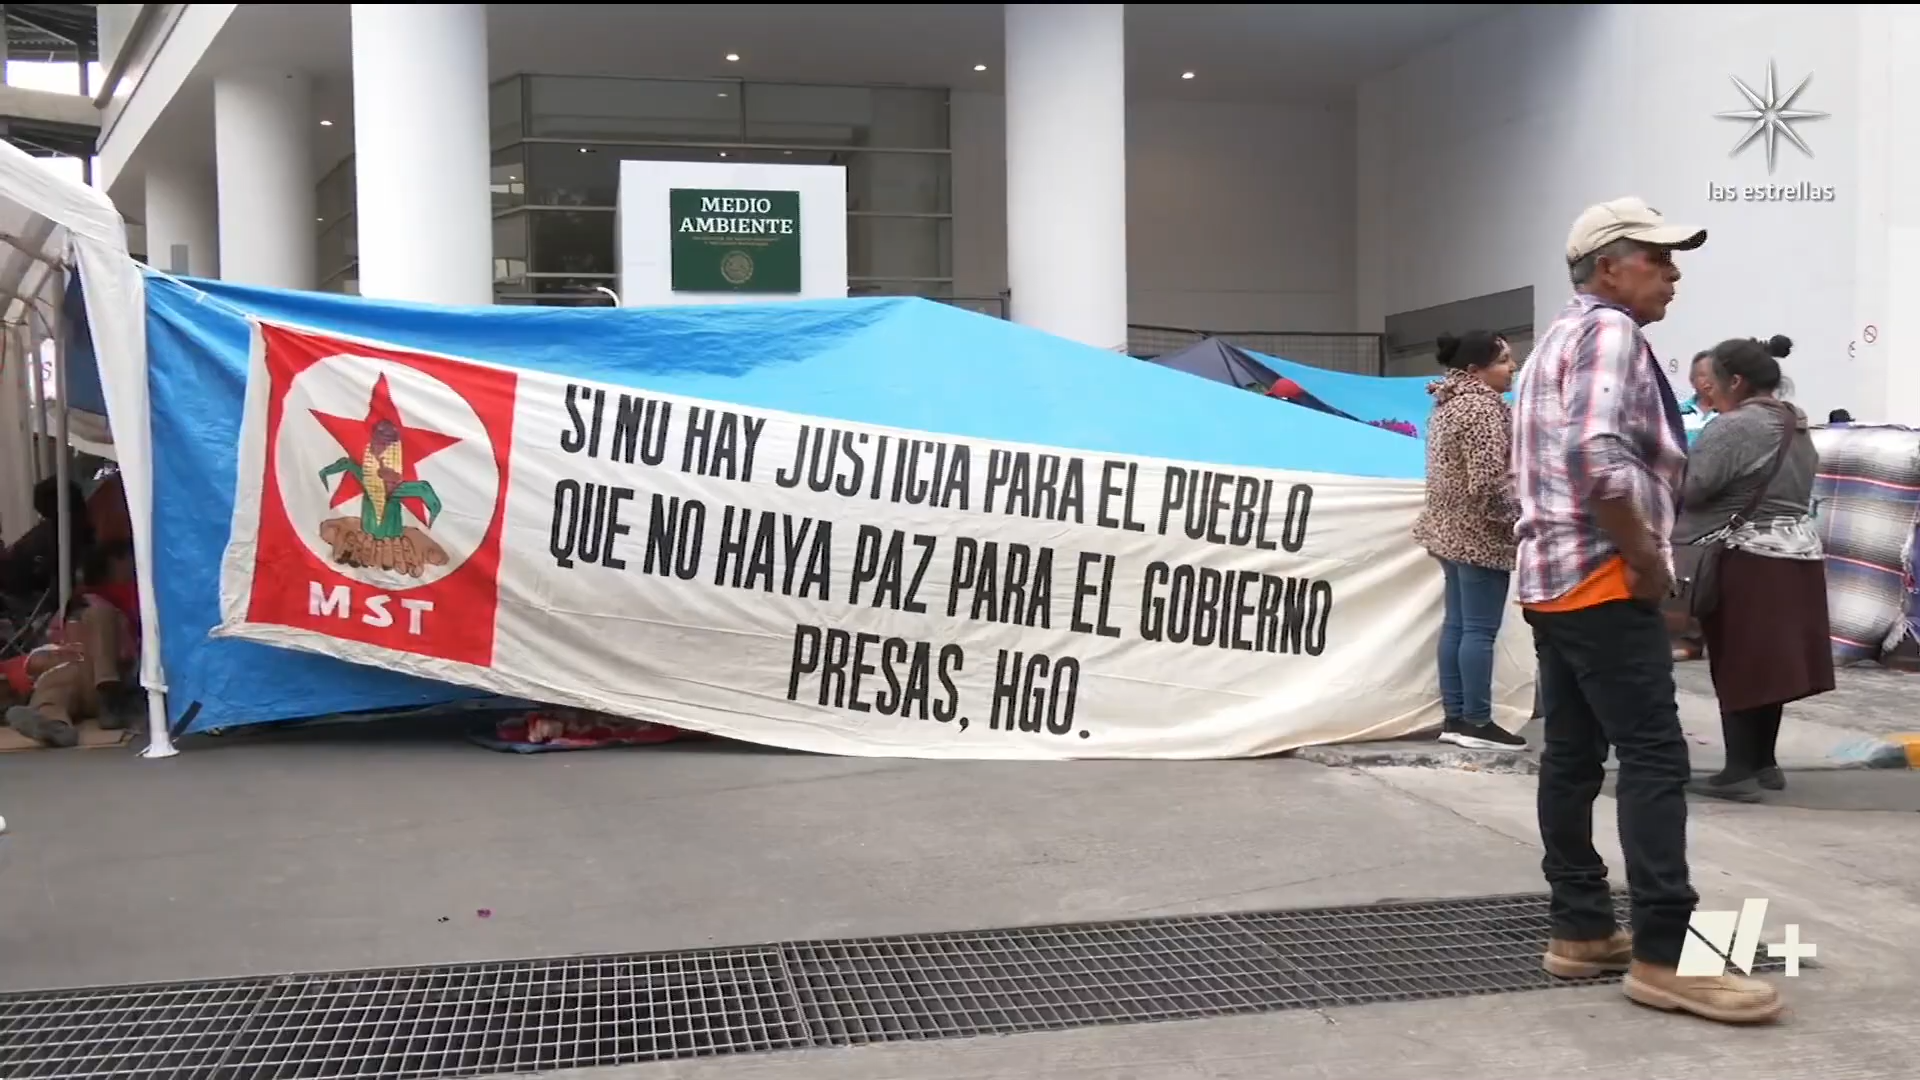 las estrellas
MEDIO
AMBIENTE
SI NO HAY JUSTICIA PARA EL PUEBLO
QUE NO HAYA PAZ PARA EL GOBIERNO
PRESAS, HGO.
MST
N+